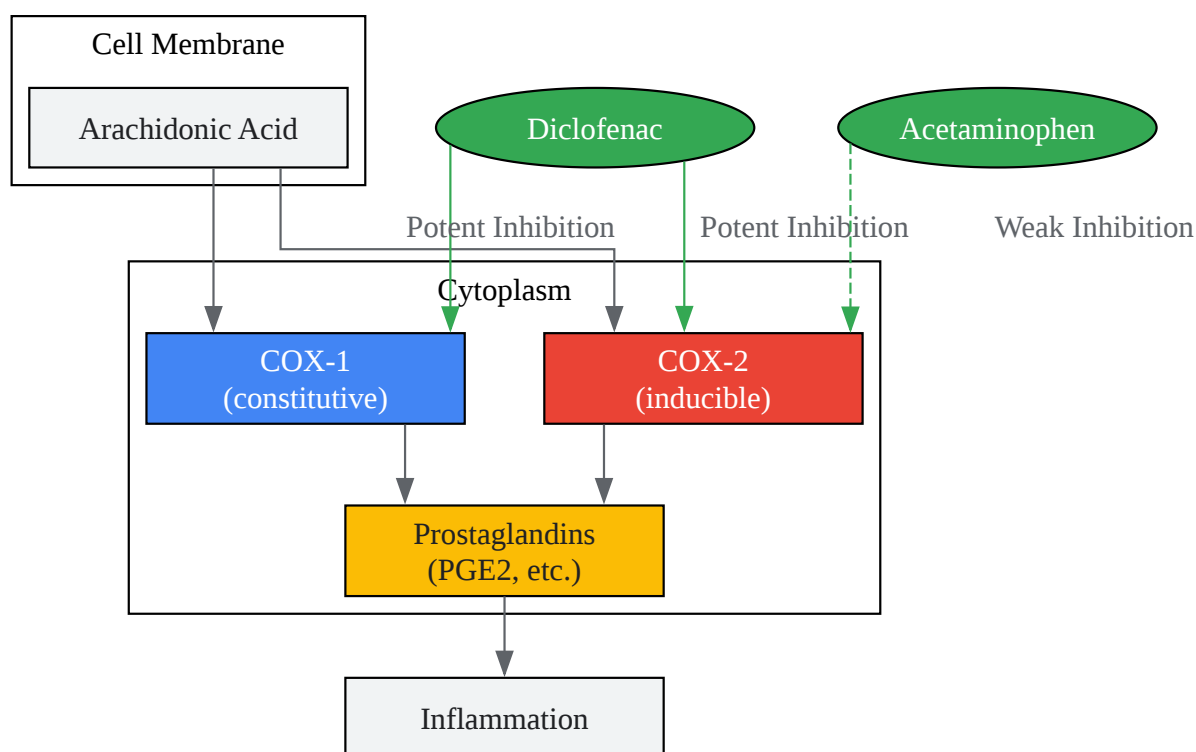 Cell Membrane
Arachidonic Acid
Diclofenac
Acetaminophen
Potent Inhibition
Potent Inhibition
Weak Inhibition
Cytoplasm
COX-1
(constitutive)
COX-2
(inducible)
Prostaglandins
(PGE2, etc.)
Inflammation